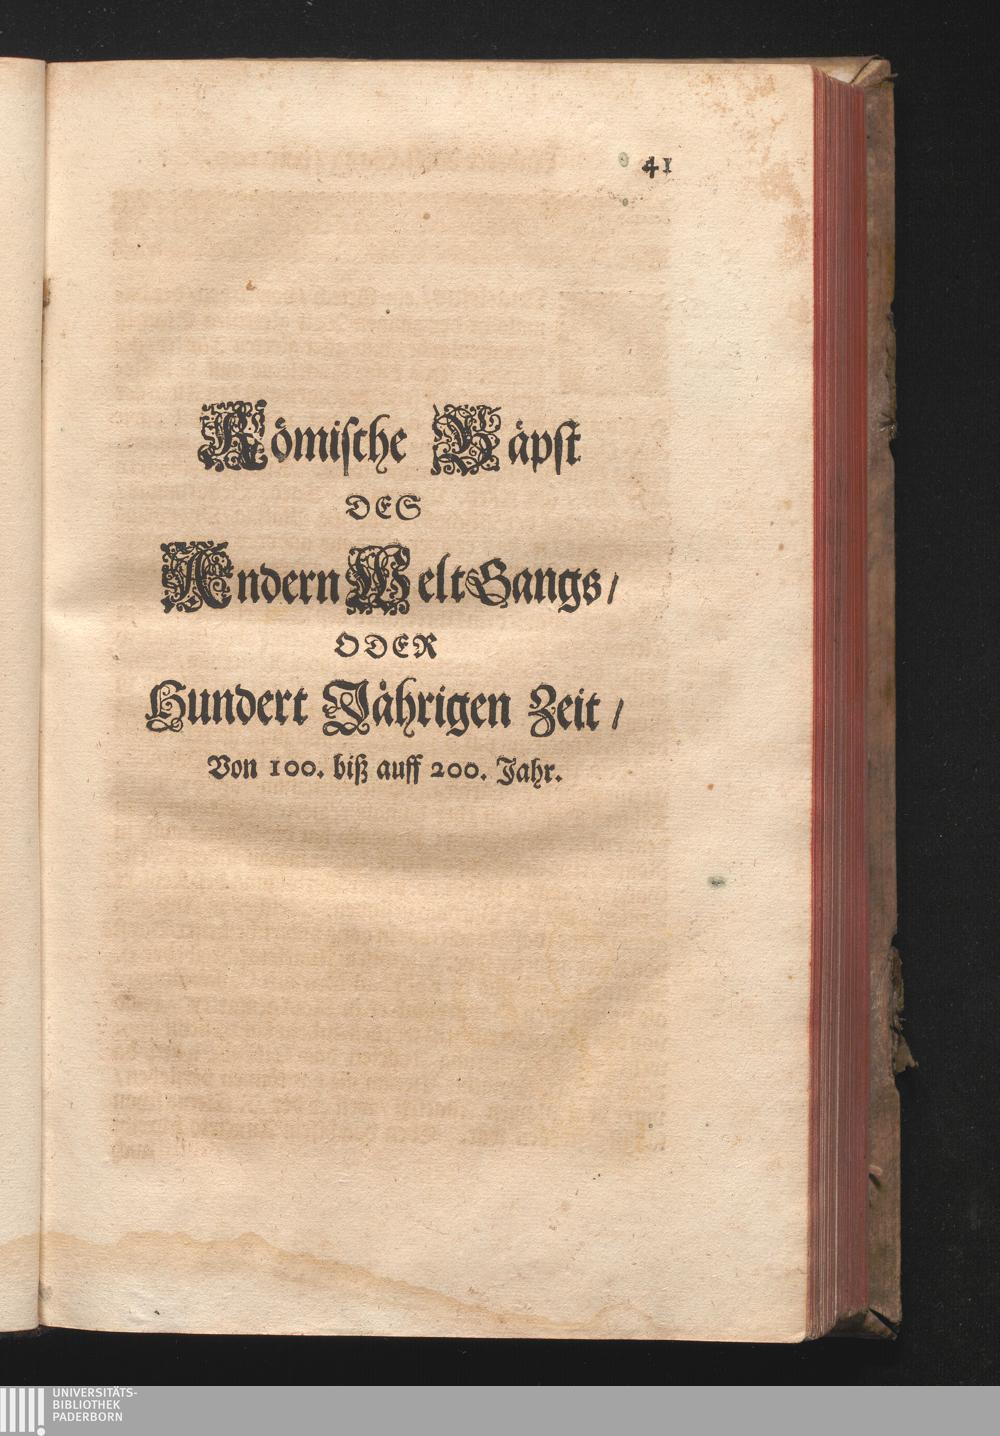 41
Römische Päpst
DES
Andern WeltGangs/
ODER
Hundert Jährigen Zeit/
Von 100. biß auff 200. Jahr.
UNIVERSITÄTS-
BIBLIOTHEK
PADERBORN